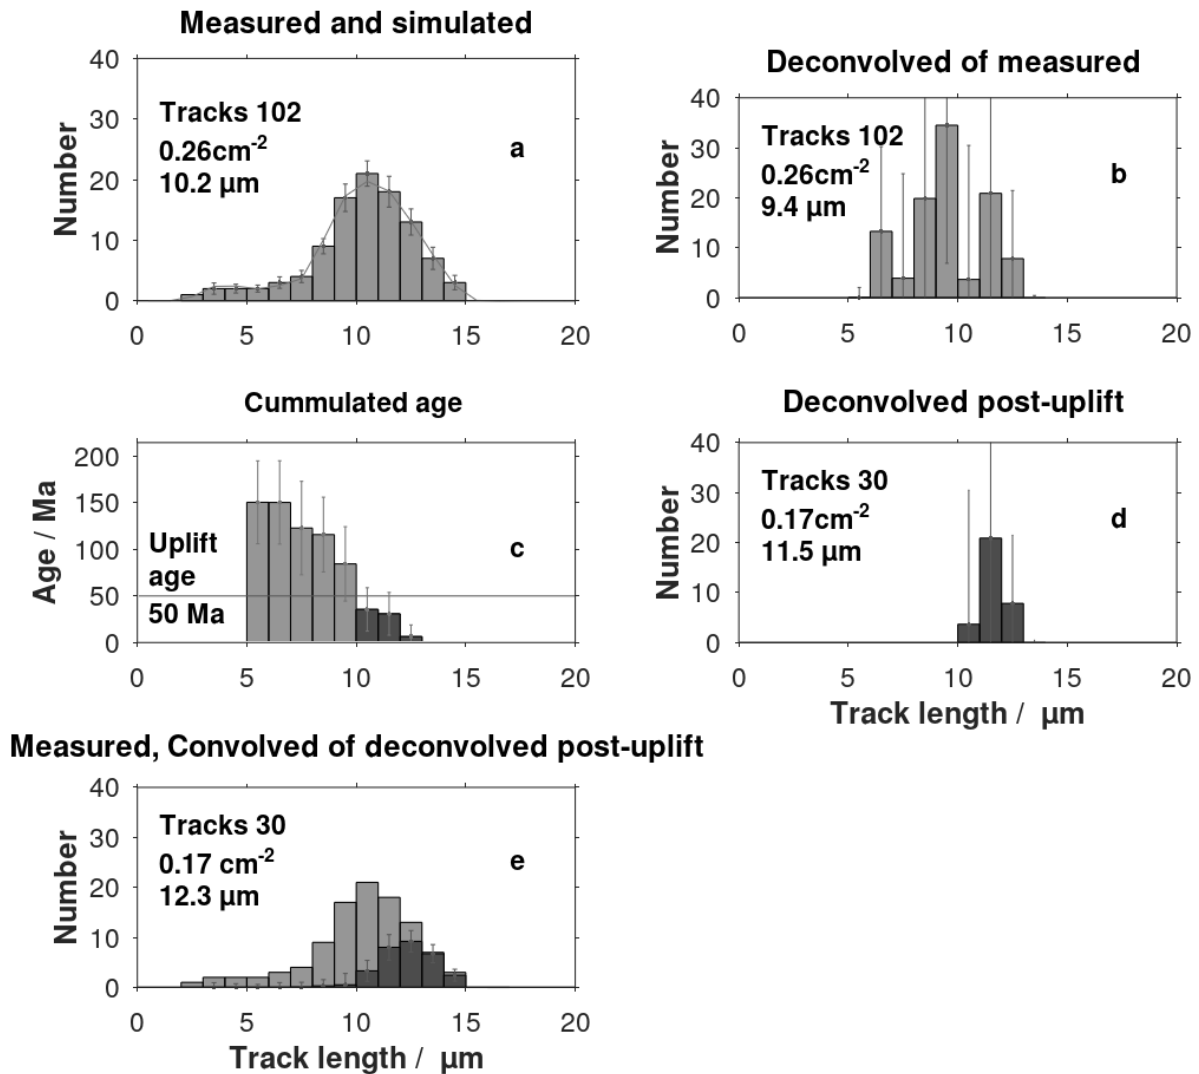 Measured and simulated
40
30
20
10
0
Number
Tracks 102
0.26cm-2
10.2 µm
a
0 5 10 15 20
Deconvolved of measured
40
30
20
10
0
Number
Tracks 102
0.26cm-2
9.4 µm
b
0 5 10 15 20
Cummulated age
200
150
100
50
0
Age / Ma
Uplift
age
50 Ma
c
0 5 10 15 20
Deconvolved post-uplift
40
30
20
10
0
Number
Tracks 30
0.17cm-2
11.5 µm
d
0 5 10 15 20
Track length / µm
Measured, Convolved of deconvolved post-uplift
40
30
20
10
0
Number
Tracks 30
0.17 cm-2
12.3 µm
e
0 5 10 15 20
Track length / µm